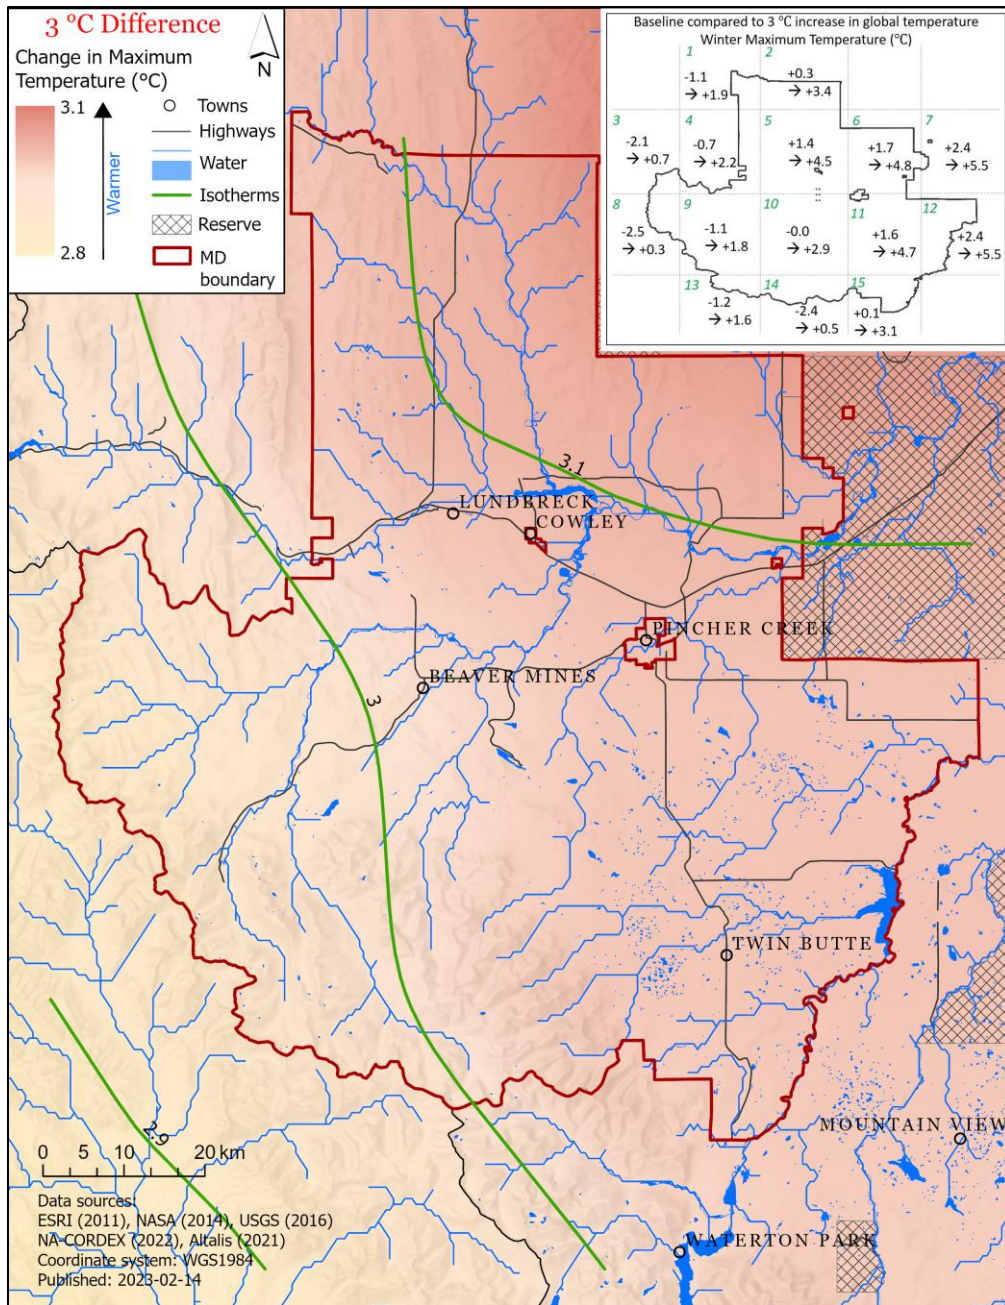 3 °C Difference
Change in Maximum
Temperature (°C)
3.1
Warmer
2.8
N
Towns
Highways
Water
Isotherms
Reserve
MD
boundary
Baseline compared to 3 °C increase in global temperature
Winter Maximum Temperature (°C)
1
2
-1.1
→ +1.9
+0.3
→ +3.4
3
4
5
6
7
-2.1
→ +0.7
-0.7
→ +2.2
+1.4
→ +4.5
+1.7
→ +4.8
+2.4
→ +5.5
8
9
10
11
12
-2.5
→ +0.3
-1.1
→ +1.8
-0.0
→ +2.9
+1.6
→ +4.7
+2.4
→ +5.5
13
14
15
-1.2
→ +1.6
-2.4
→ +0.5
+0.1
→ +3.1
3.1
LUNDBRECK
COWLEY
PINCHER CREEK
BEAVER MINES
3
TWIN BUTTE
MOUNTAIN VIEW
2.9
WATERTON PARK
0 5 10 20 km
Data sources:
ESRI (2011), NASA (2014), USGS (2016)
NA-CORDEX (2022), Altalis (2021)
Coordinate system: WGS1984
Published: 2023-02-14